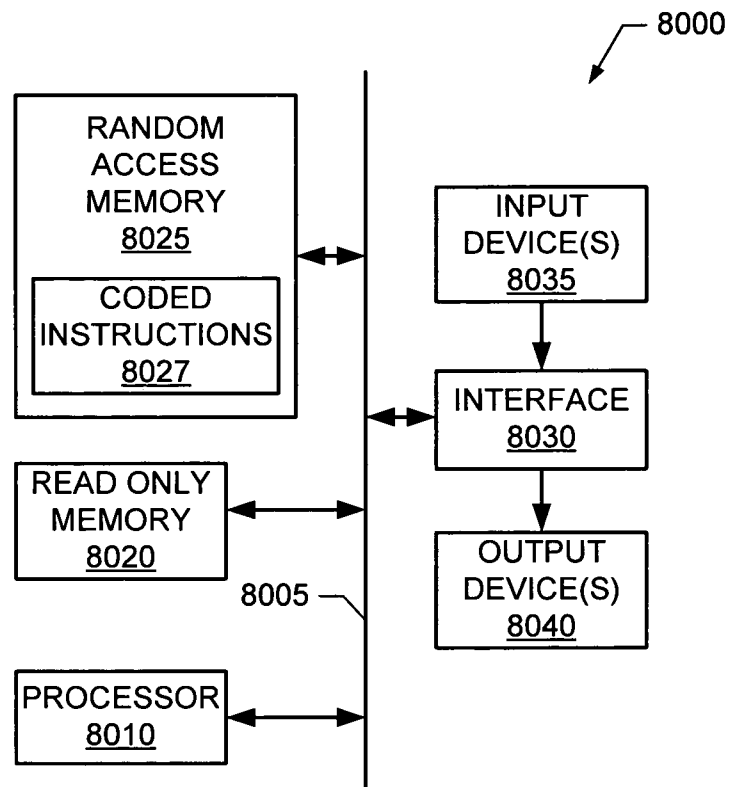 8000
RANDOM
ACCESS
MEMORY
8025
CODED
INSTRUCTIONS
8027
READ ONLY
MEMORY
8020
8005
PROCESSOR
8010
INPUT
DEVICE(S)
8035
INTERFACE
8030
OUTPUT
DEVICE(S)
8040